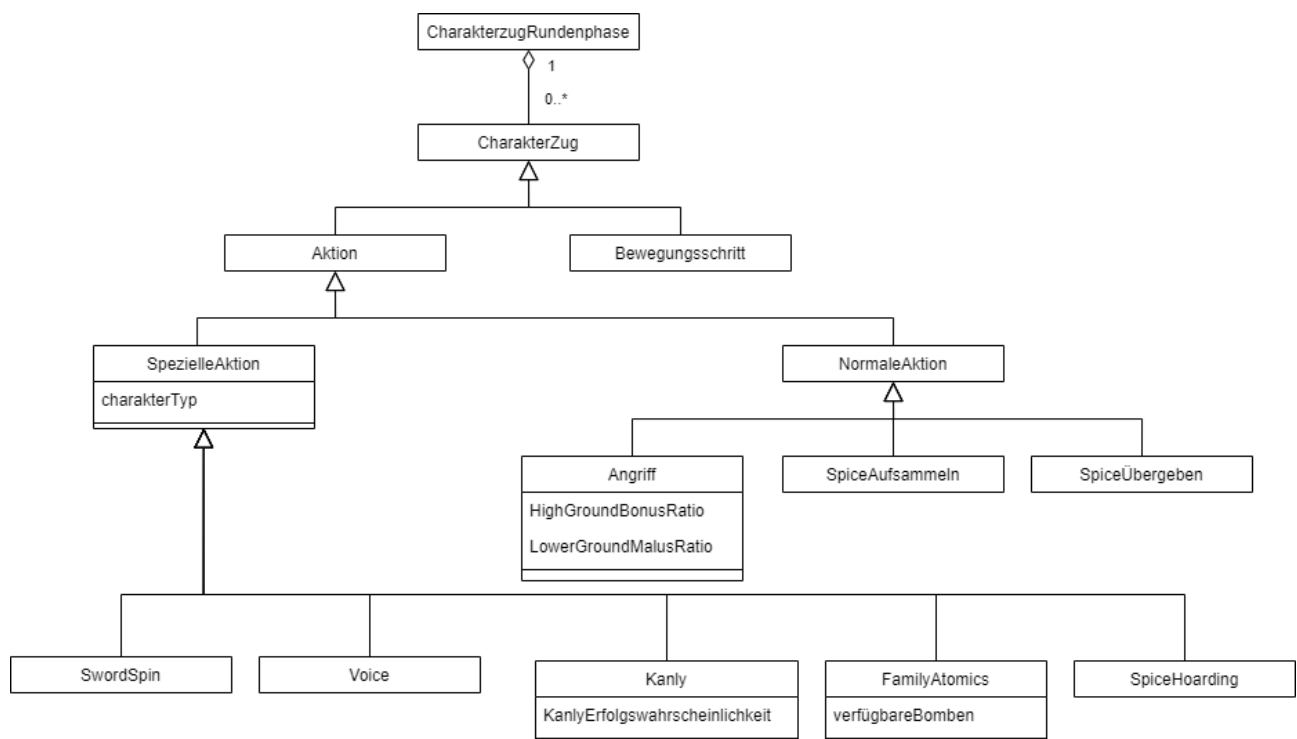 CharakterzugRundenphase
1
0..*
CharakterZug
Aktion
Bewegungsschritt
SpezielleAktion
charakterTyp
NormaleAktion
Angriff
HighGroundBonusRatio
LowerGroundMalusRatio
SpiceAufsammeln
SpiceÜbergeben
SwordSpin
Voice
Kanly
KanlyErfolgswahrscheinlichkeit
FamilyAtomics
verfügbareBomben
SpiceHoarding